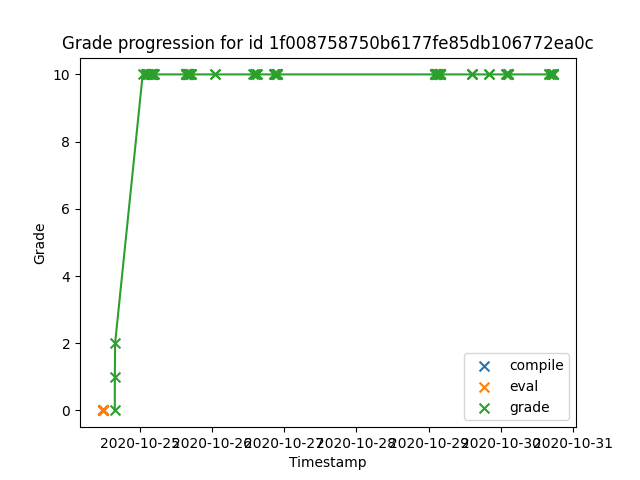 Grade progression for id 1f008758750b6177fe85db106772ea0c
Grade
10
8
6
4
2
0
compile
eval
grade
2020-10-25 2020-10-26 2020-10-27 2020-10-28 2020-10-29 2020-10-30 2020-10-31
Timestamp